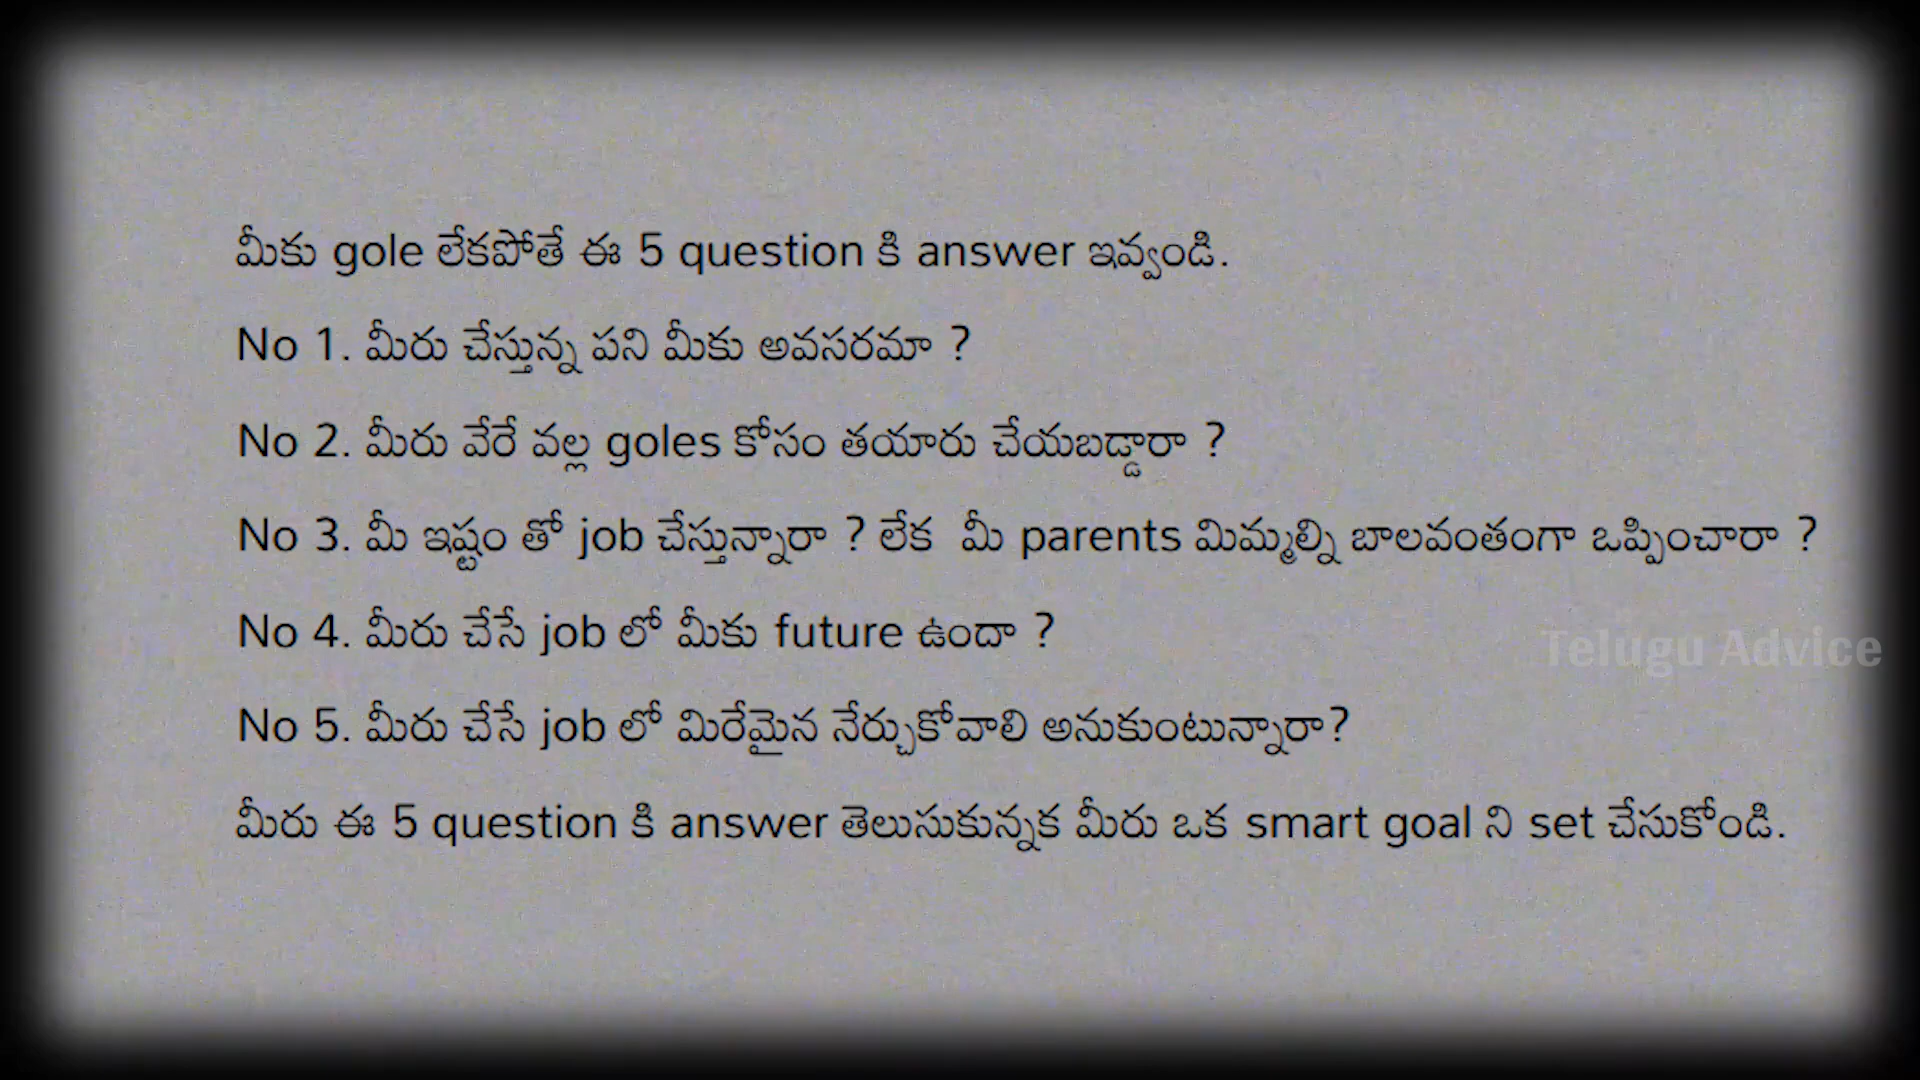 మీకు gole లేకపోతే ఈ 5 question కి answer ఇవ్వండి.
No 1. మీరు చేస్తున్న పని మీకు అవసరమా ?
No 2. మీరు వేరే వల్ల goles కోసం తయారు చేయబడ్డారా ?
No 3. మీ ఇష్టం తో job చేస్తున్నారా ? లేక మీ parents మిమ్మల్ని బాలవంతంగా ఒప్పించారా ?
No 4. మీరు చేసే job లో మీకు future ఉందా ?
Telugu Advice
No 5. మీరు చేసే job లో మిరేమైన నేర్చుకోవాలి అనుకుంటున్నారా?
మీరు ఈ 5 question కి answer తెలుసుకున్నక మీరు ఒక smart goal ని set చేసుకోండి.